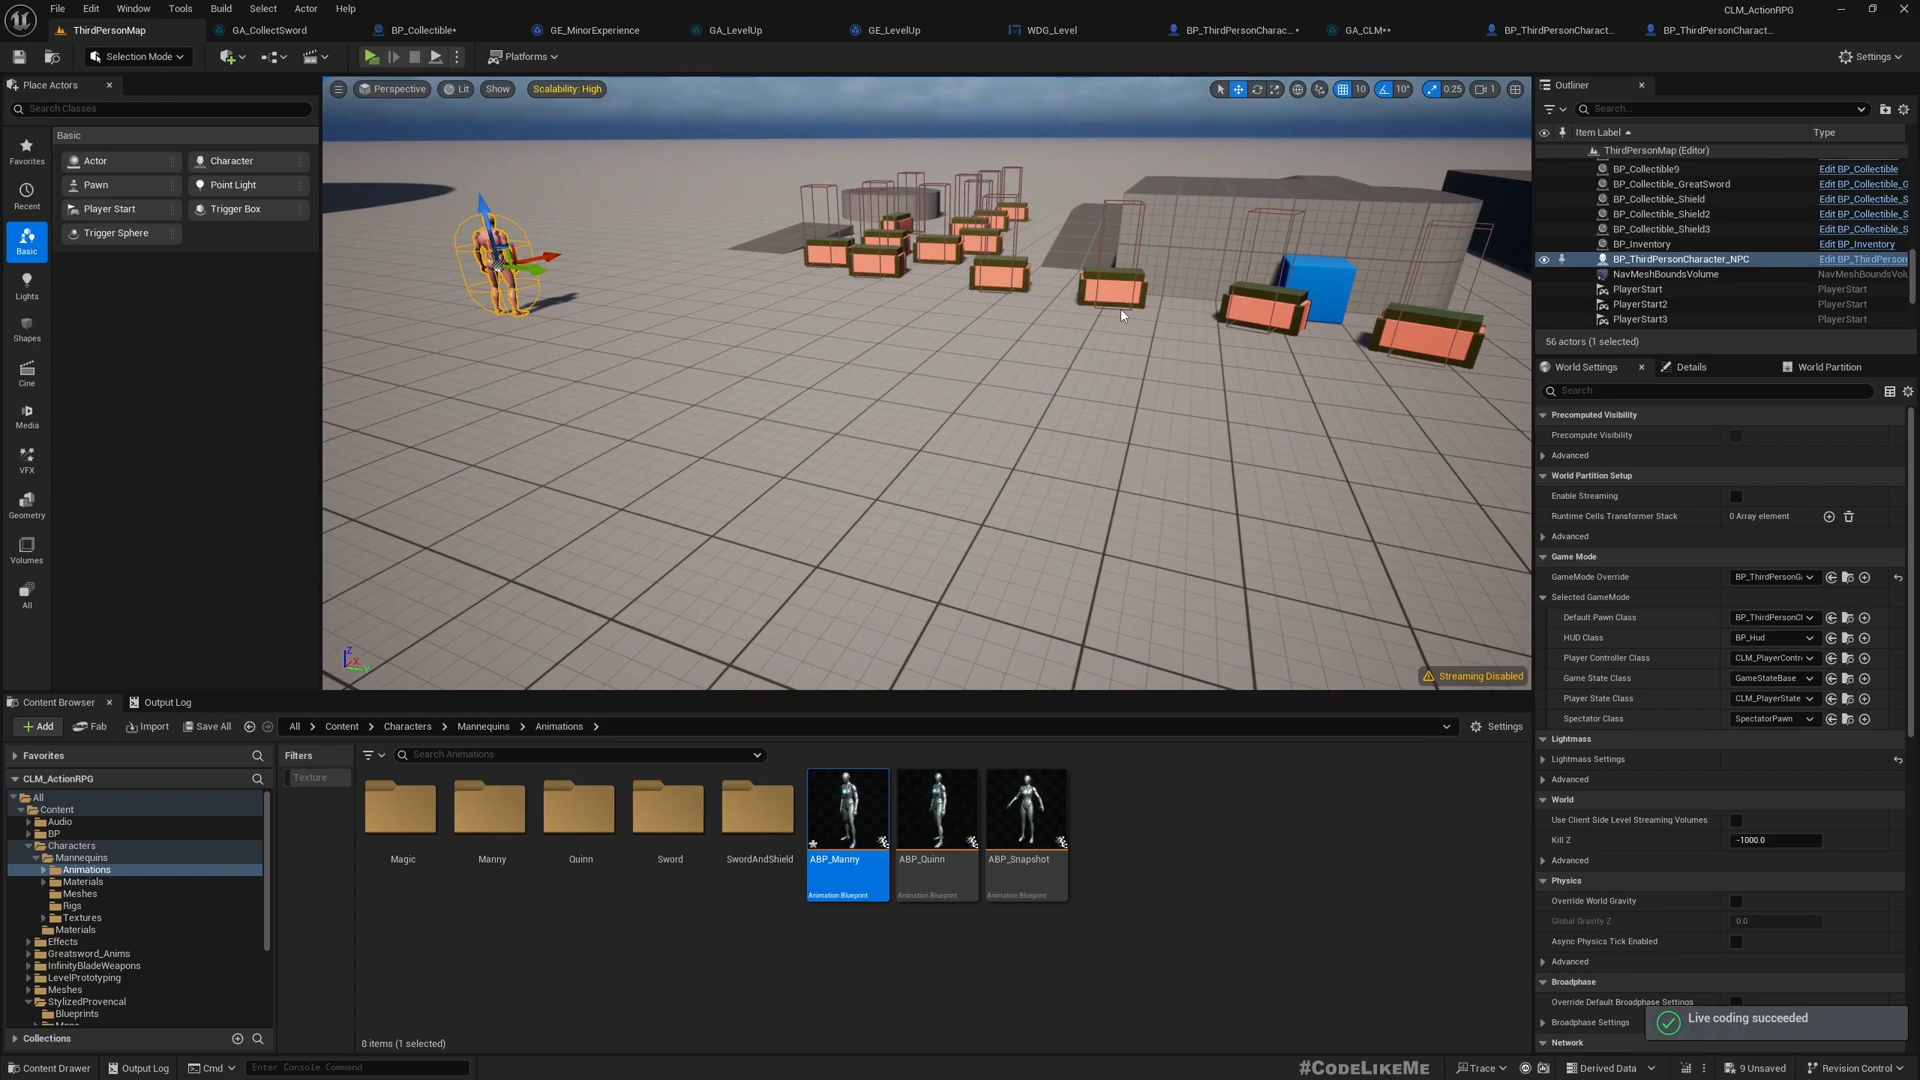 File Edit Window Tools Build Select Actor Help
CLM_ActionRPG
ThirdPersonMap GA_CollectSword BP_Collectible* GE_MinorExperience GA_LevelUp GE_LevelUp WDG_Level BP_ThirdPersonCharac...* GA_CLM** BP_ThirdPersonCharact... BP_ThirdPersonCharact...
Selection Mode Platforms Settings
Place Actors
Search Classes
Basic
Favorites
Recent
Basic
Lights
Shapes
Cine
Media
VFX
Geometry
Volumes
All
Actor Character
Pawn Point Light
Player Start Trigger Box
Trigger Sphere
Perspective Lit Show Scalability: High
10 10° 0.25 1
Z
X
Y
Streaming Disabled
Outliner
Search...
Item Label Type
ThirdPersonMap (Editor)
BP_Collectible9 Edit BP_Collectible
BP_Collectible_GreatSword Edit BP_Collectible_G
BP_Collectible_Shield Edit BP_Collectible_S
BP_Collectible_Shield2 Edit BP_Collectible_S
BP_Collectible_Shield3 Edit BP_Collectible_S
BP_Inventory Edit BP_Inventory
BP_ThirdPersonCharacter_NPC Edit BP_ThirdPerson
NavMeshBoundsVolume NavMeshBoundsVolu
PlayerStart PlayerStart
PlayerStart2 PlayerStart
PlayerStart3 PlayerStart
56 actors (1 selected)
World Settings Details World Partition
Search
Precomputed Visibility
Precompute Visibility
Advanced
World Partition Setup
Enable Streaming
Runtime Cells Transformer Stack 0 Array element
Advanced
Game Mode
GameMode Override BP_ThirdPersonGa
Selected GameMode
Default Pawn Class BP_ThirdPersonCl
HUD Class BP_Hud
Player Controller Class CLM_PlayerContr
Game State Class GameStateBase
Player State Class CLM_PlayerState
Spectator Class SpectatorPawn
Lightmass
Lightmass Settings
Advanced
World
Use Client Side Level Streaming Volumes
Kill Z -1000.0
Advanced
Physics
Override World Gravity
Global Gravity Z 0.0
Async Physics Tick Enabled
Advanced
Broadphase
Override Default Broadphase Settings
Broadphase Settings
Network
Live coding succeeded
Content Browser Output Log
Add Fab Import Save All All Content Characters Mannequins Animations Settings
Favorites
CLM_ActionRPG
All
Content
Audio
BP
Characters
Mannequins
Animations
Materials
Meshes
Rigs
Textures
Materials
Effects
Greatsword_Anims
InfinityBladeWeapons
LevelPrototyping
Meshes
StylizedProvencal
Blueprints
Collections
Filters
Texture
Search Animations
Magic Manny Quinn Sword SwordAndShield ABP_Manny ABP_Quinn ABP_Snapshot
Animation Blueprint Animation Blueprint Animation Blueprint
8 items (1 selected)
Content Drawer Output Log Cmd Enter Console Command #CODELIKEME Trace Derived Data 9 Unsaved Revision Control